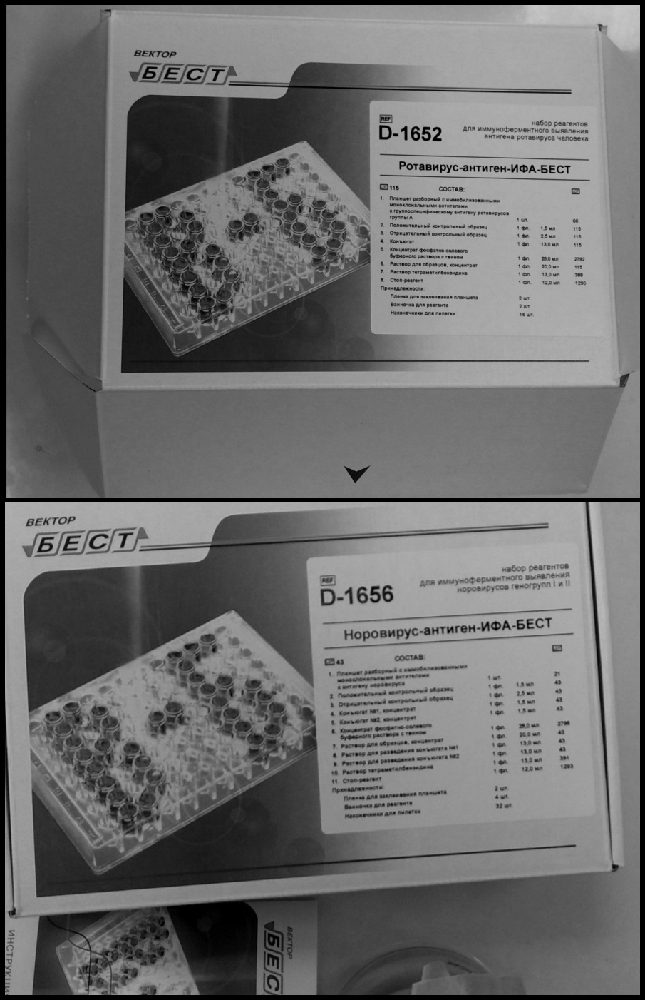 ВЕКТОР
БЕСТ
REF
D-1652
набор реагентов
для иммуноферментного выявления
антигена ротавируса человека
Ротавирус-антиген-ИФА-БЕСТ
LOT 115
СОСТАВ:
LOT
1. Планшет разборный с иммобилизованными
моноклональными антителами
к группоспецифическому антигену ротавирусов
группы А 1 шт. 66
2. Положительный контрольный образец 1 фл. 1,5 мл 115
3. Отрицательный контрольный образец 1 фл. 2,5 мл 115
4. Конъюгат 1 фл. 13,0 мл 115
5. Концентрат фосфатно-солевого
буферного раствора с твином 1 фл. 28,0 мл 2792
6. Раствор для образцов, концентрат 1 фл. 20,0 мл 115
7. Раствор тетраметилбензидина 1 фл. 13,0 мл 388
8. Стоп-реагент 1 фл. 12,0 мл 1290
Принадлежности:
Пленка для заклеивания планшета 2 шт.
Ванночка для реагента 2 шт.
Наконечники для пипетки 16 шт.
ВЕКТОР
БЕСТ
REF
D-1656
набор реагентов
для иммуноферментного выявления
норовирусов геногрупп I и II
Норовирус-антиген-ИФА-БЕСТ
LOT 43
СОСТАВ:
LOT
1. Планшет разборный с иммобилизованными
моноклональными антителами
к антигену норовируса 1 шт. 21
2. Положительный контрольный образец 1 фл. 1,5 мл 43
3. Отрицательный контрольный образец 1 фл. 2,5 мл 43
4. Конъюгат №1, концентрат 1 фл. 1,5 мл 43
5. Конъюгат №2, концентрат 1 фл. 1,5 мл 43
6. Концентрат фосфатно-солевого
буферного раствора с твином 1 фл. 28,0 мл 2798
7. Раствор для образцов, концентрат 1 фл. 20,0 мл 43
8. Раствор для разведения конъюгата №1 1 фл. 13,0 мл 43
9. Раствор для разведения конъюгата №2 1 фл. 13,0 мл 43
10. Раствор тетраметилбензидина 1 фл. 13,0 мл 391
11. Стоп-реагент 1 фл. 12,0 мл 1293
Принадлежности:
Пленка для заклеивания планшета 2 шт.
Ванночка для реагента 4 шт.
Наконечники для пипетки 32 шт.
ИНСТРУКЦИ
ВЕКТОР
БЕС